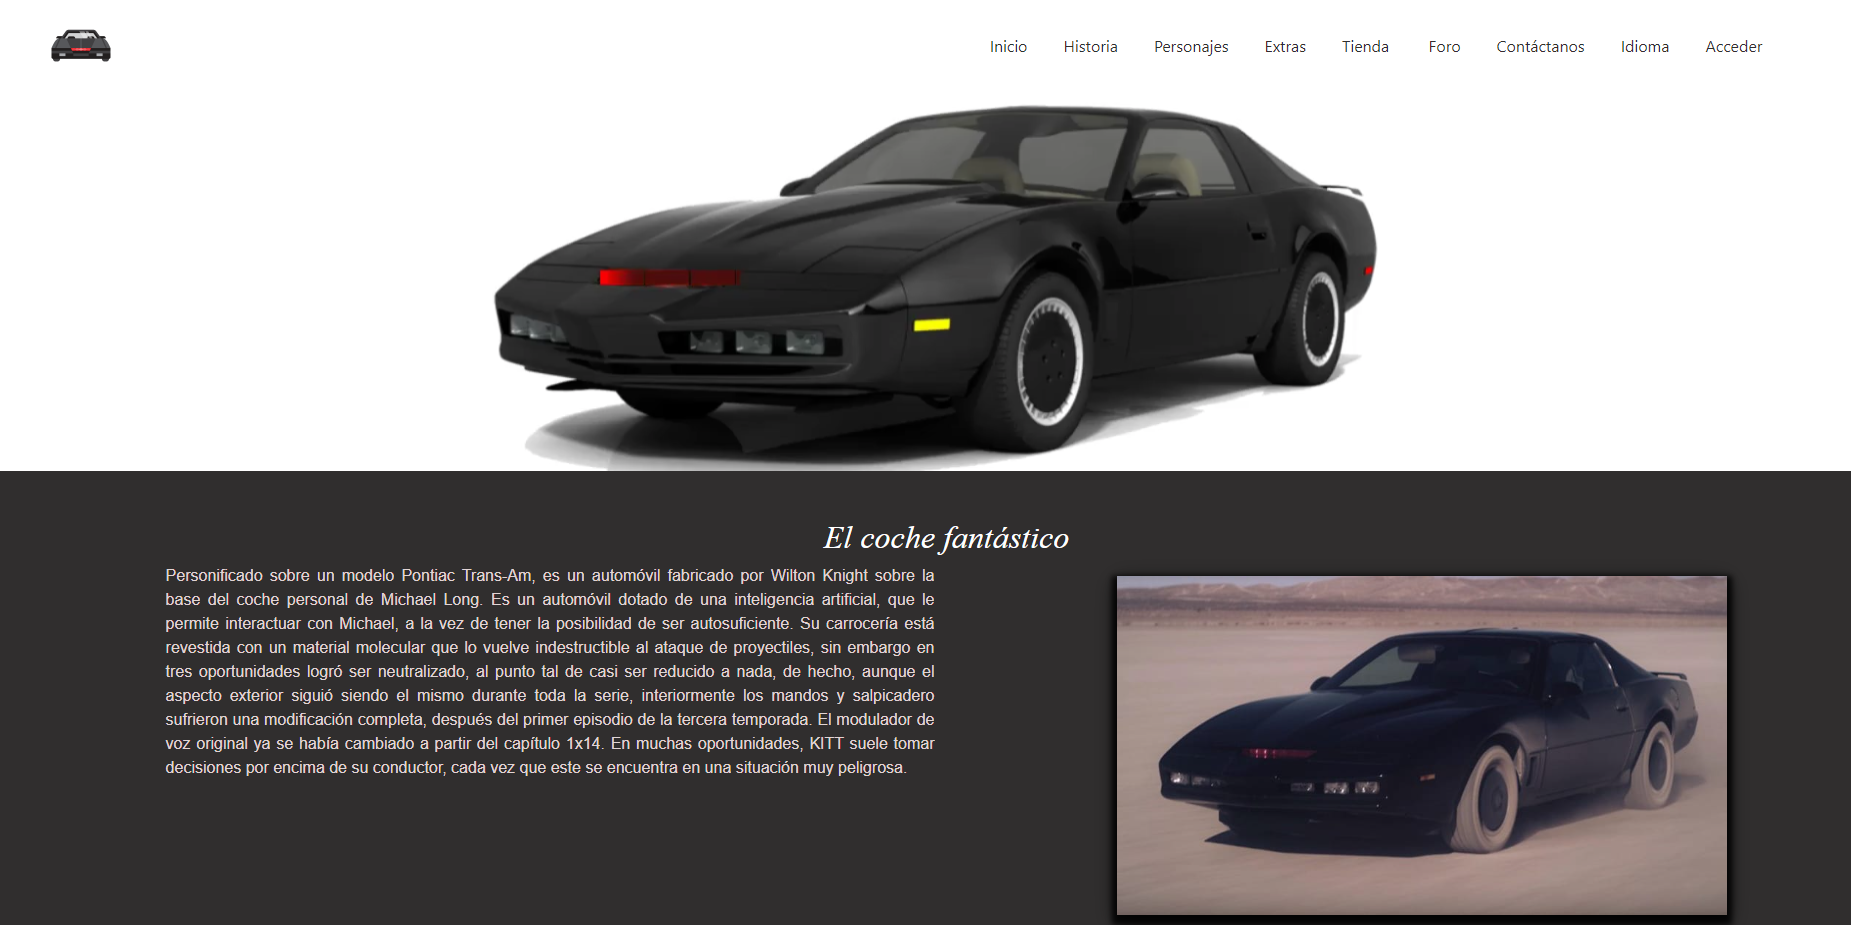 Inicio Historia Personajes Extras Tienda Foro Contáctanos Idioma Acceder
El coche fantástico
Personificado sobre un modelo Pontiac Trans-Am, es un automóvil fabricado por Wilton Knight sobre la
base del coche personal de Michael Long. Es un automóvil dotado de una inteligencia artificial, que le
permite interactuar con Michael, a la vez de tener la posibilidad de ser autosuficiente. Su carrocería está
revestida con un material molecular que lo vuelve indestructible al ataque de proyectiles, sin embargo en
tres oportunidades logró ser neutralizado, al punto tal de casi ser reducido a nada, de hecho, aunque el
aspecto exterior siguió siendo el mismo durante toda la serie, interiormente los mandos y salpicadero
sufrieron una modificación completa, después del primer episodio de la tercera temporada. El modulador de
voz original ya se había cambiado a partir del capítulo 1x14. En muchas oportunidades, KITT suele tomar
decisiones por encima de su conductor, cada vez que este se encuentra en una situación muy peligrosa.